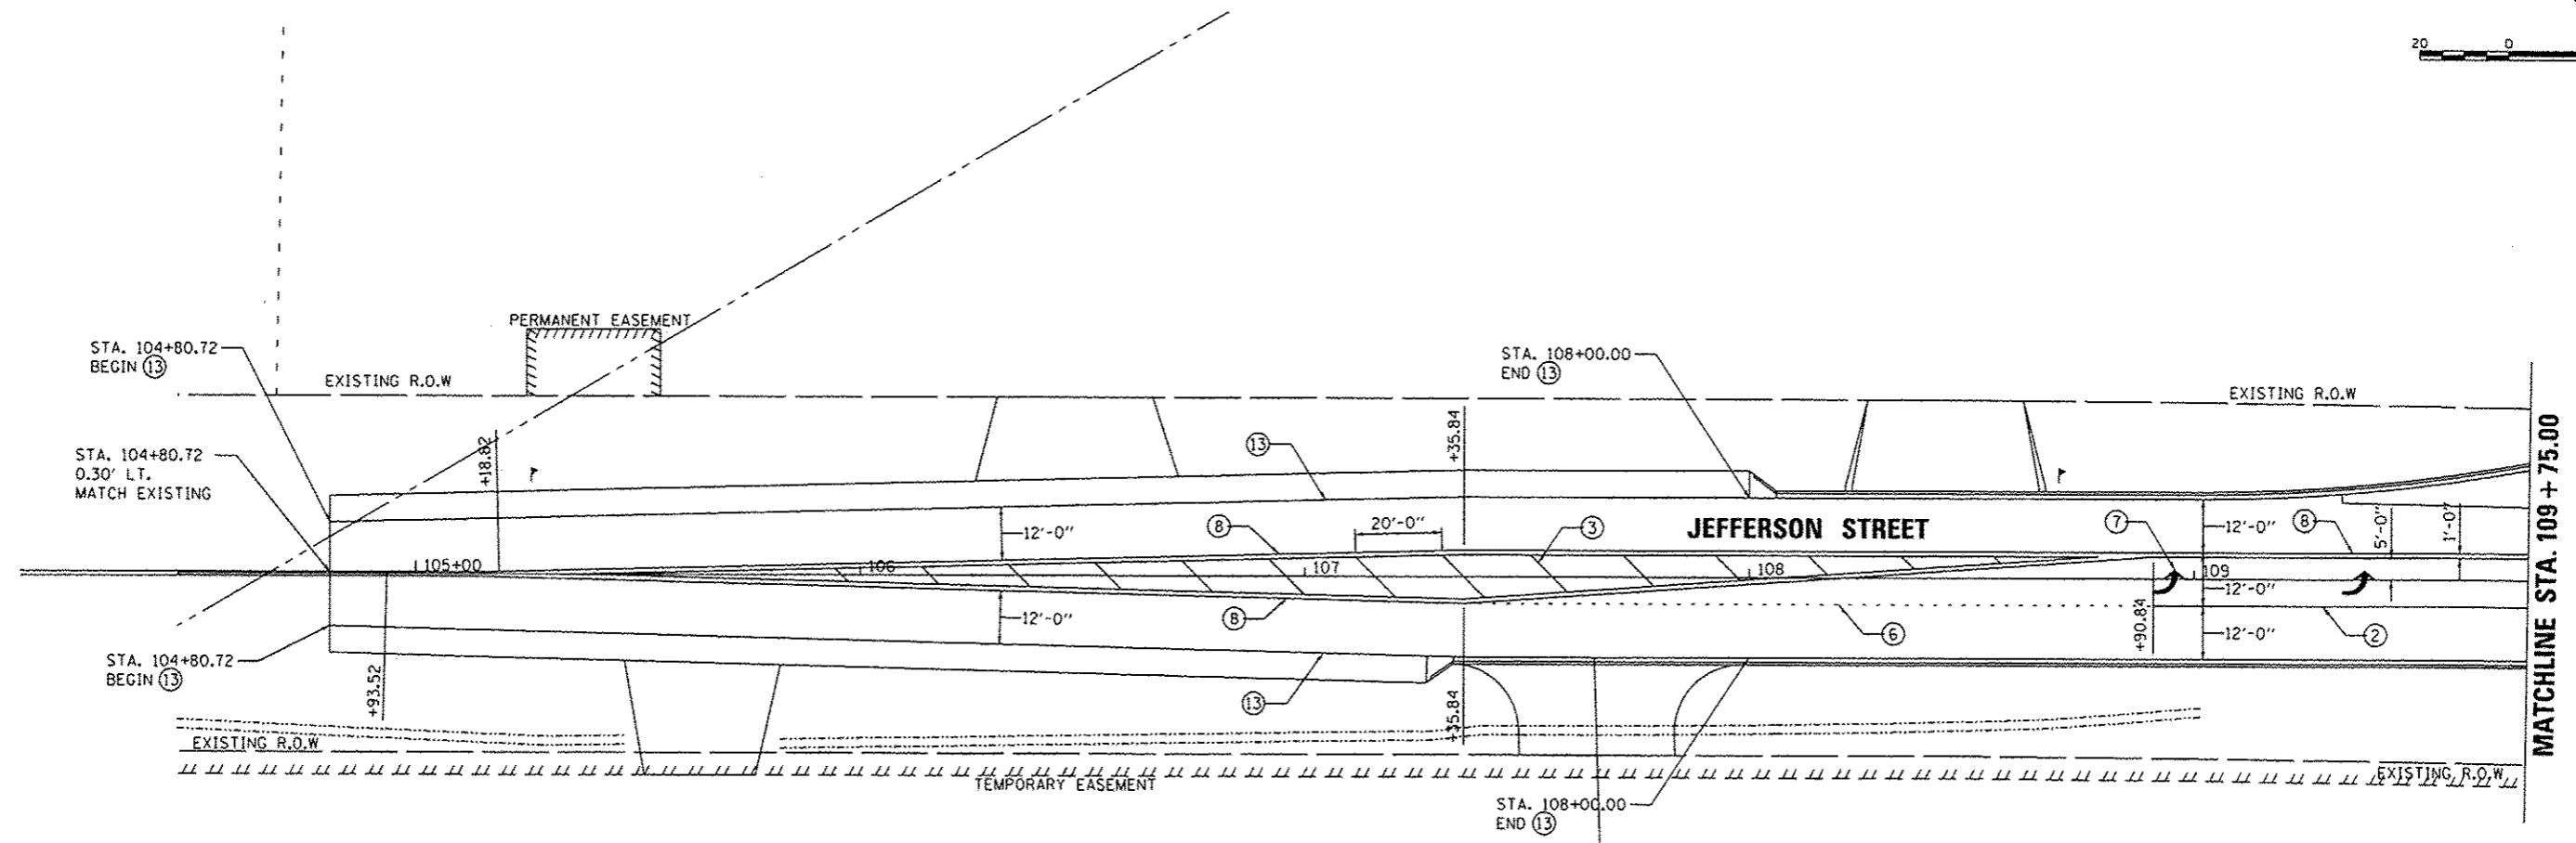 20 0
PERMANENT EASEMENT
STA. 104+80.72
BEGIN 13
EXISTING R.O.W
STA. 108+00.00
END 13
EXISTING R.O.W
STA. 104+80.72
0.30' LT.
MATCH EXISTING
+18.82
13
+35.84
MATCHLINE STA. 109 + 75.00
12'-0"
8
20'-0"
3
JEFFERSON STREET
7
12'-0"
8
5'-0"
1'-0"
105+00
106
107
108
109
12'-0"
12'-0"
8
6
+90.84
12'-0"
2
STA. 104+80.72
BEGIN 13
+93.52
13
+35.84
EXISTING R.O.W
TEMPORARY EASEMENT
EXISTING R.O.W
STA. 108+00.00
END 13